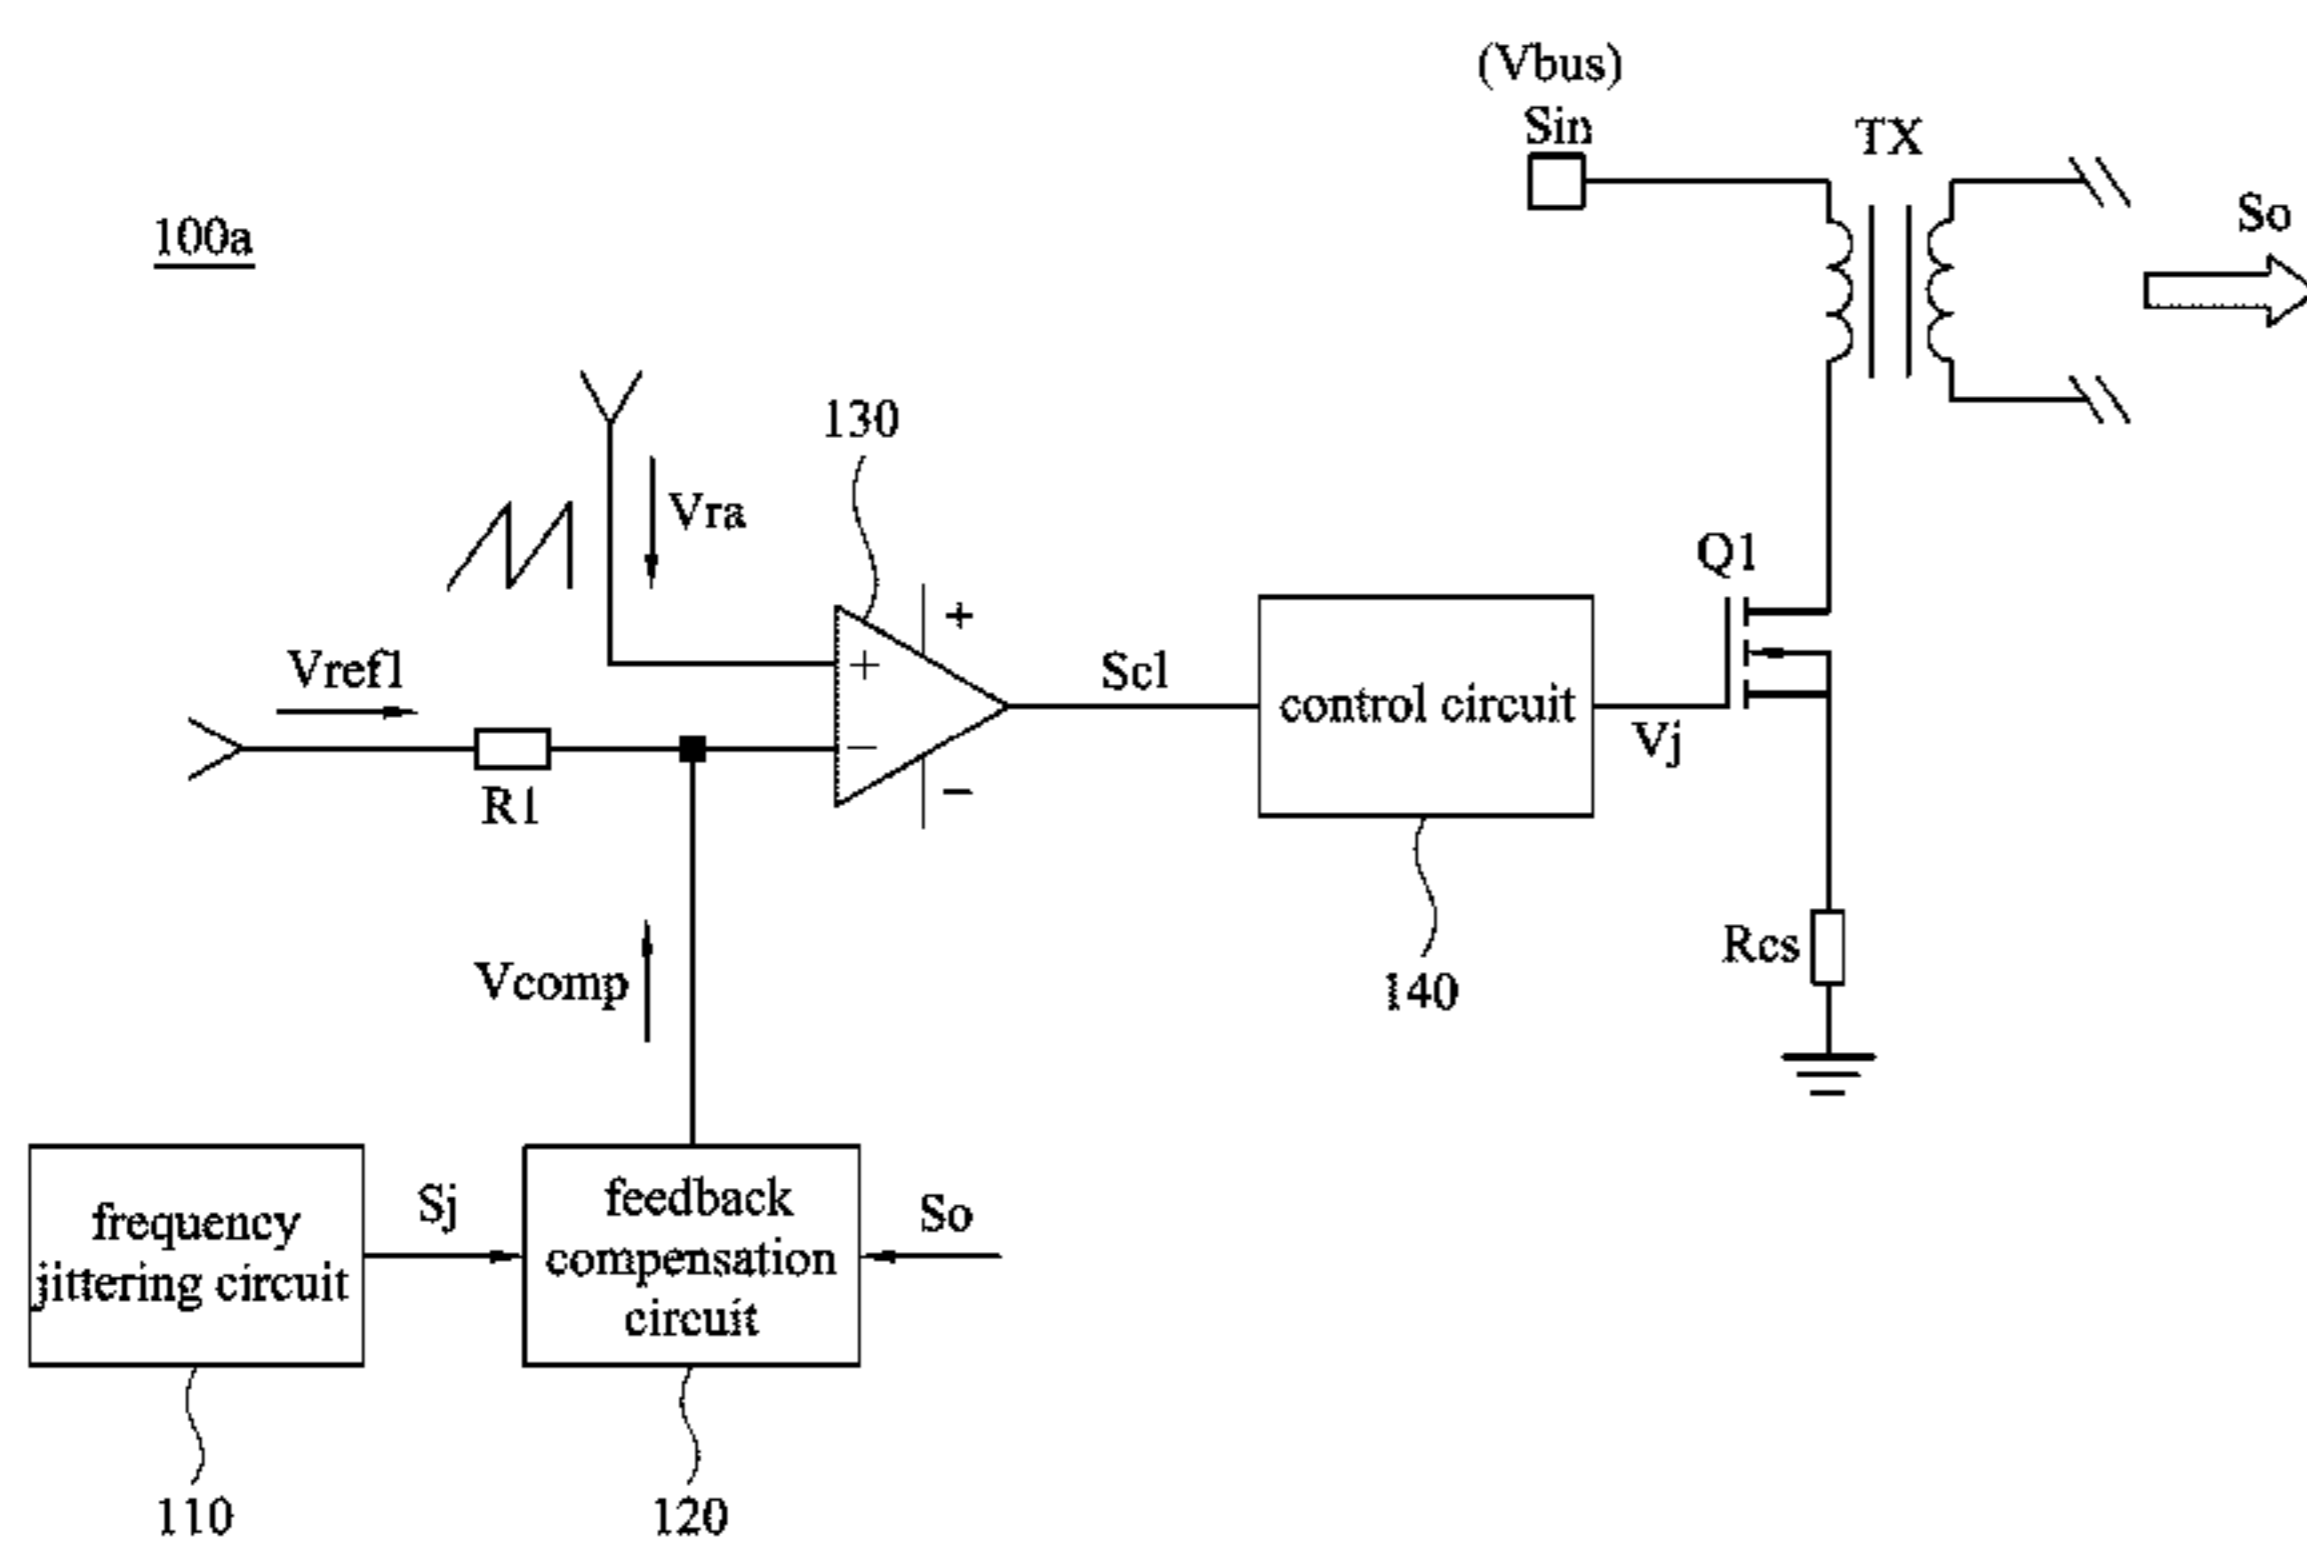 (Vbus)
Sin
TX
So
100a
130
Vra
Q1
+
+
Vref1
Sc1
control circuit
Vj
−
−
R1
Rcs
Vcomp
140
frequency
jittering circuit
Sj
feedback
compensation
circuit
So
110
120